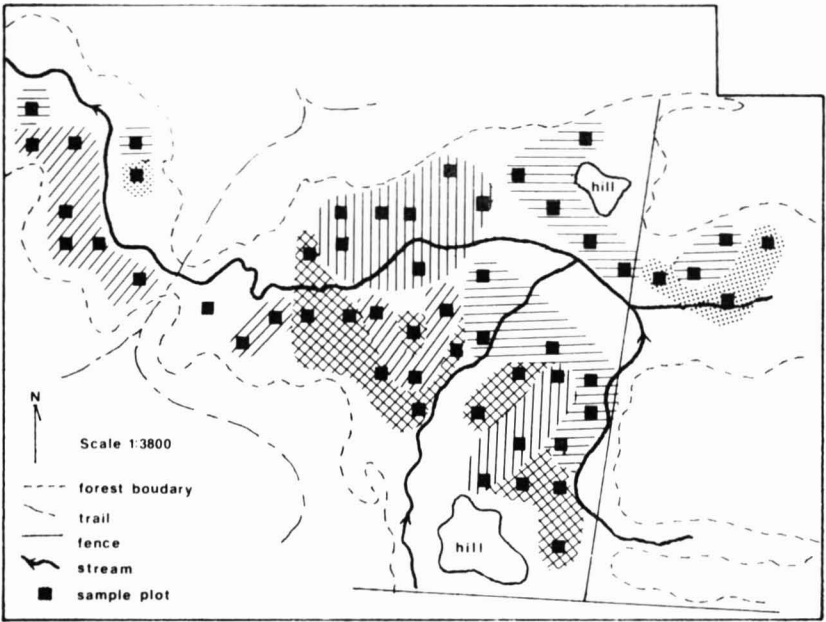 hill
N
Scale 1:3800
forest boudary
trail
fence
stream
sample plot
hill